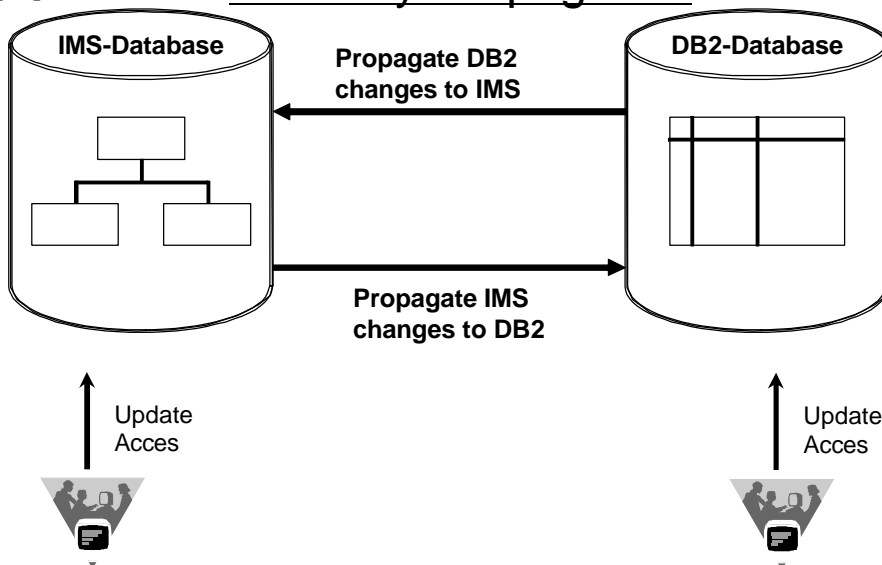 IMS-Database
DB2-Database
Propagate DB2
changes to IMS
Propagate IMS
changes to DB2
Update
Acces
Update
Acces